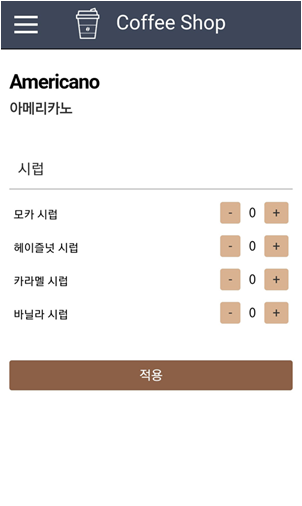 Coffee Shop
Americano
아메리카노
시럽
모카 시럽 - 0 +
헤이즐넛 시럽 - 0 +
카라멜 시럽 - 0 +
바닐라 시럽 - 0 +
적용